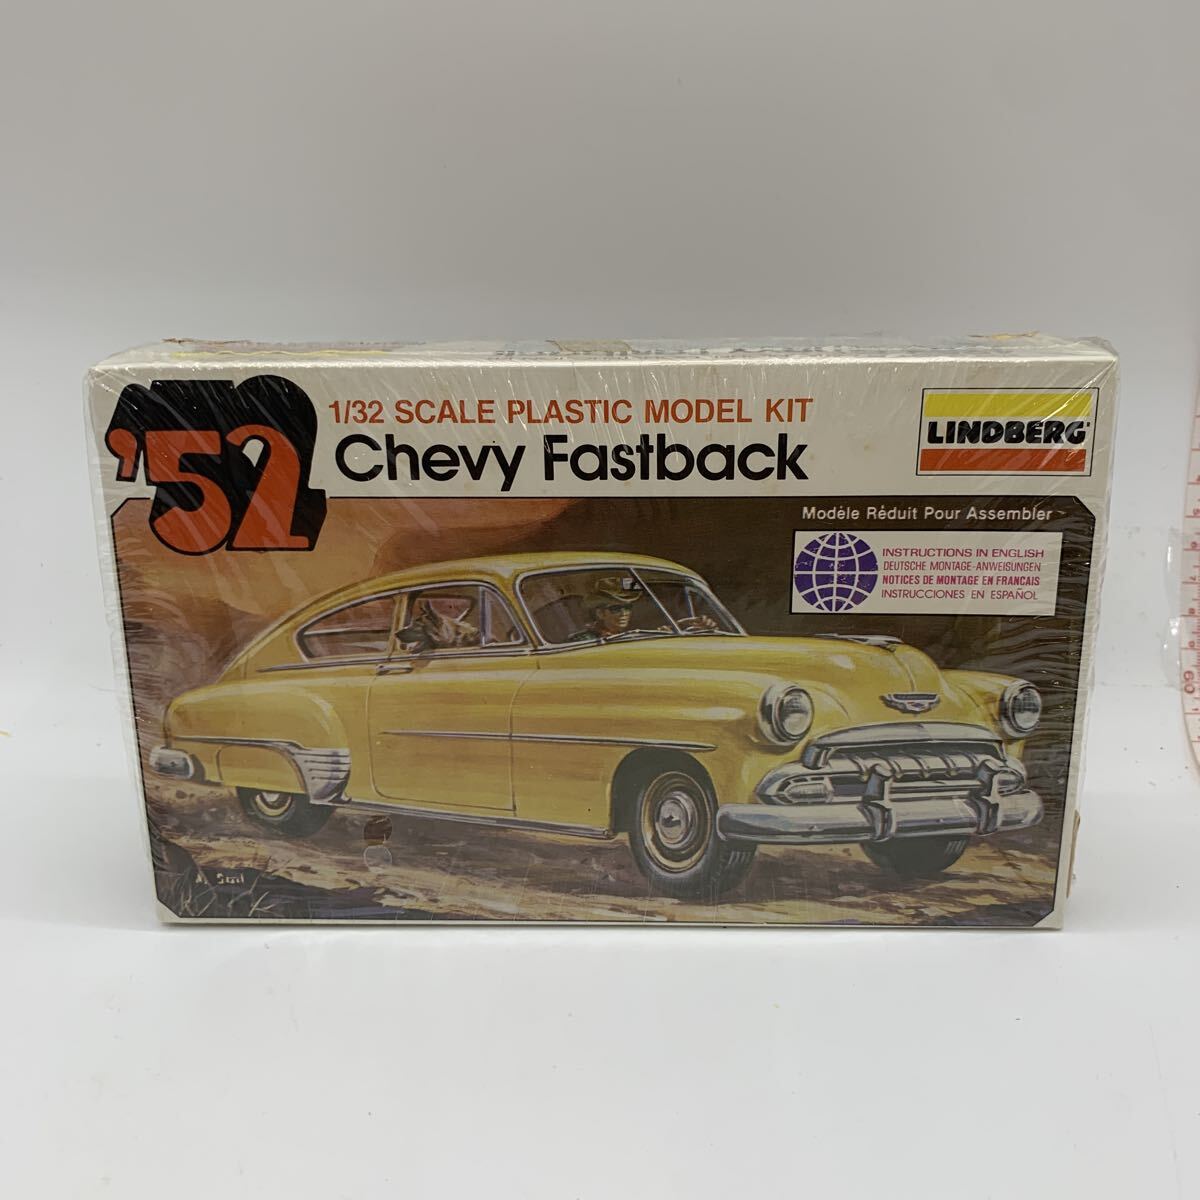 '52
1/32 SCALE PLASTIC MODEL KIT
Chevy Fastback
LINDBERG
Modèle Réduit Pour Assembler
INSTRUCTIONS IN ENGLISH
DEUTSCHE MONTAGE-ANWEISUNGEN
NOTICES DE MONTAGE EN FRANCAIS
INSTRUCCIONES EN ESPAÑOL